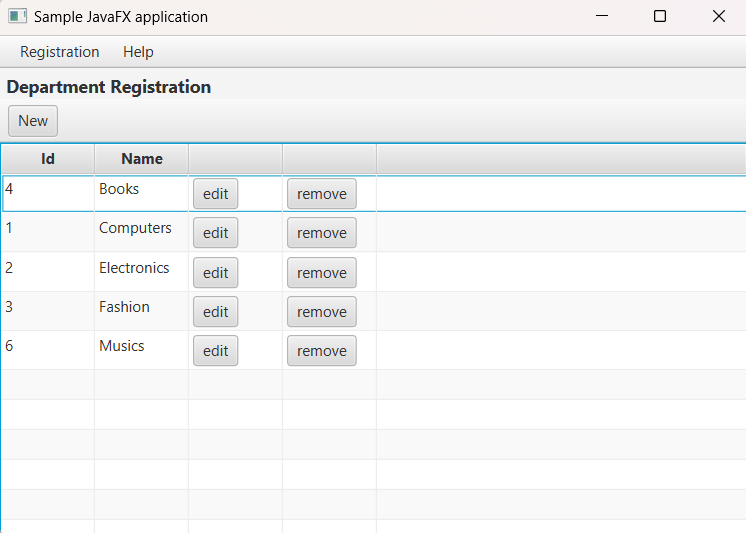 Sample JavaFX application
Registration Help
Department Registration
New
Id Name
4 Books edit remove
1 Computers edit remove
2 Electronics edit remove
3 Fashion edit remove
6 Musics edit remove